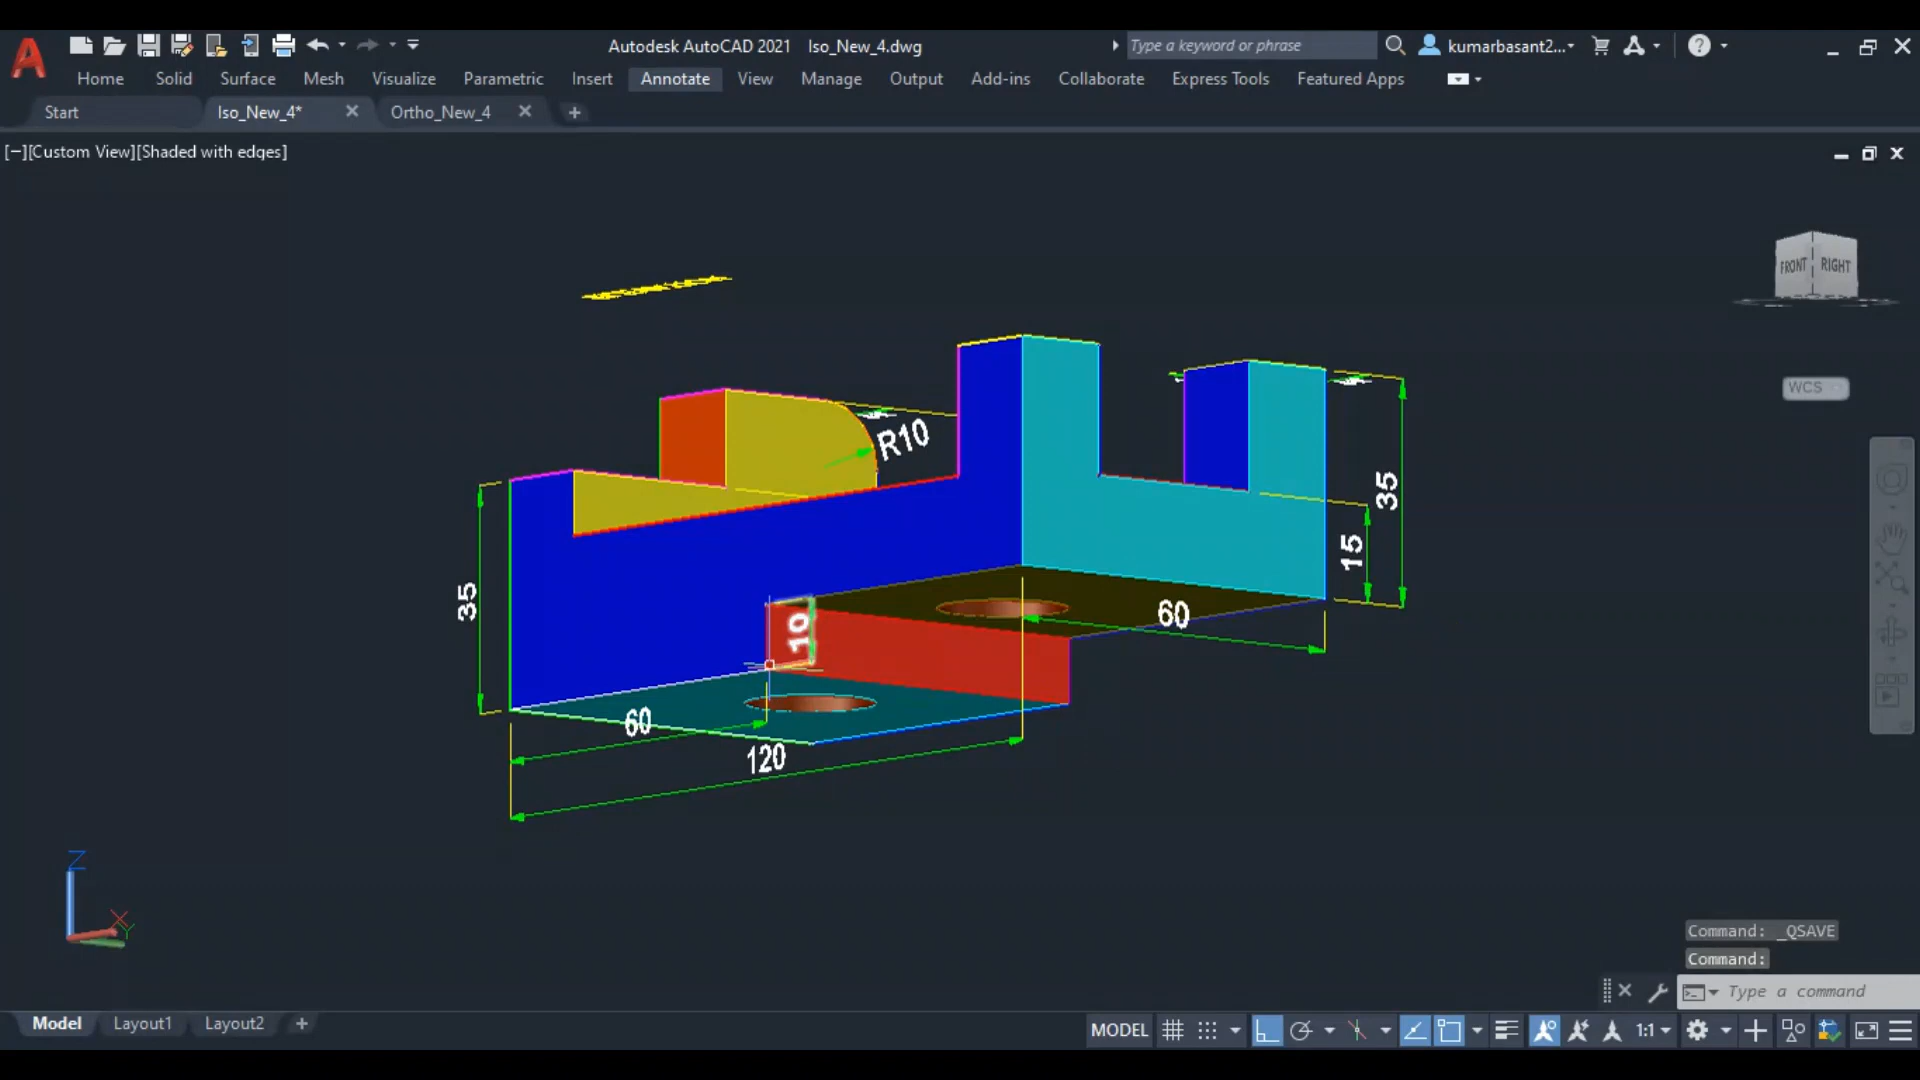 Autodesk AutoCAD 2021 Iso_New_4.dwg
Type a keyword or phrase
kumarbasant2...
Home Solid Surface Mesh Visualize Parametric Insert Annotate View Manage Output Add-ins Collaborate Express Tools Featured Apps
Start Iso_New_4* Ortho_New_4
[−][Custom View][Shaded with edges]
FRONT RIGHT
WCS
R10
35
35
15
10
60
60
120
Z
X
Y
Command: _QSAVE
Command:
Type a command
Model Layout1 Layout2
MODEL
1:1